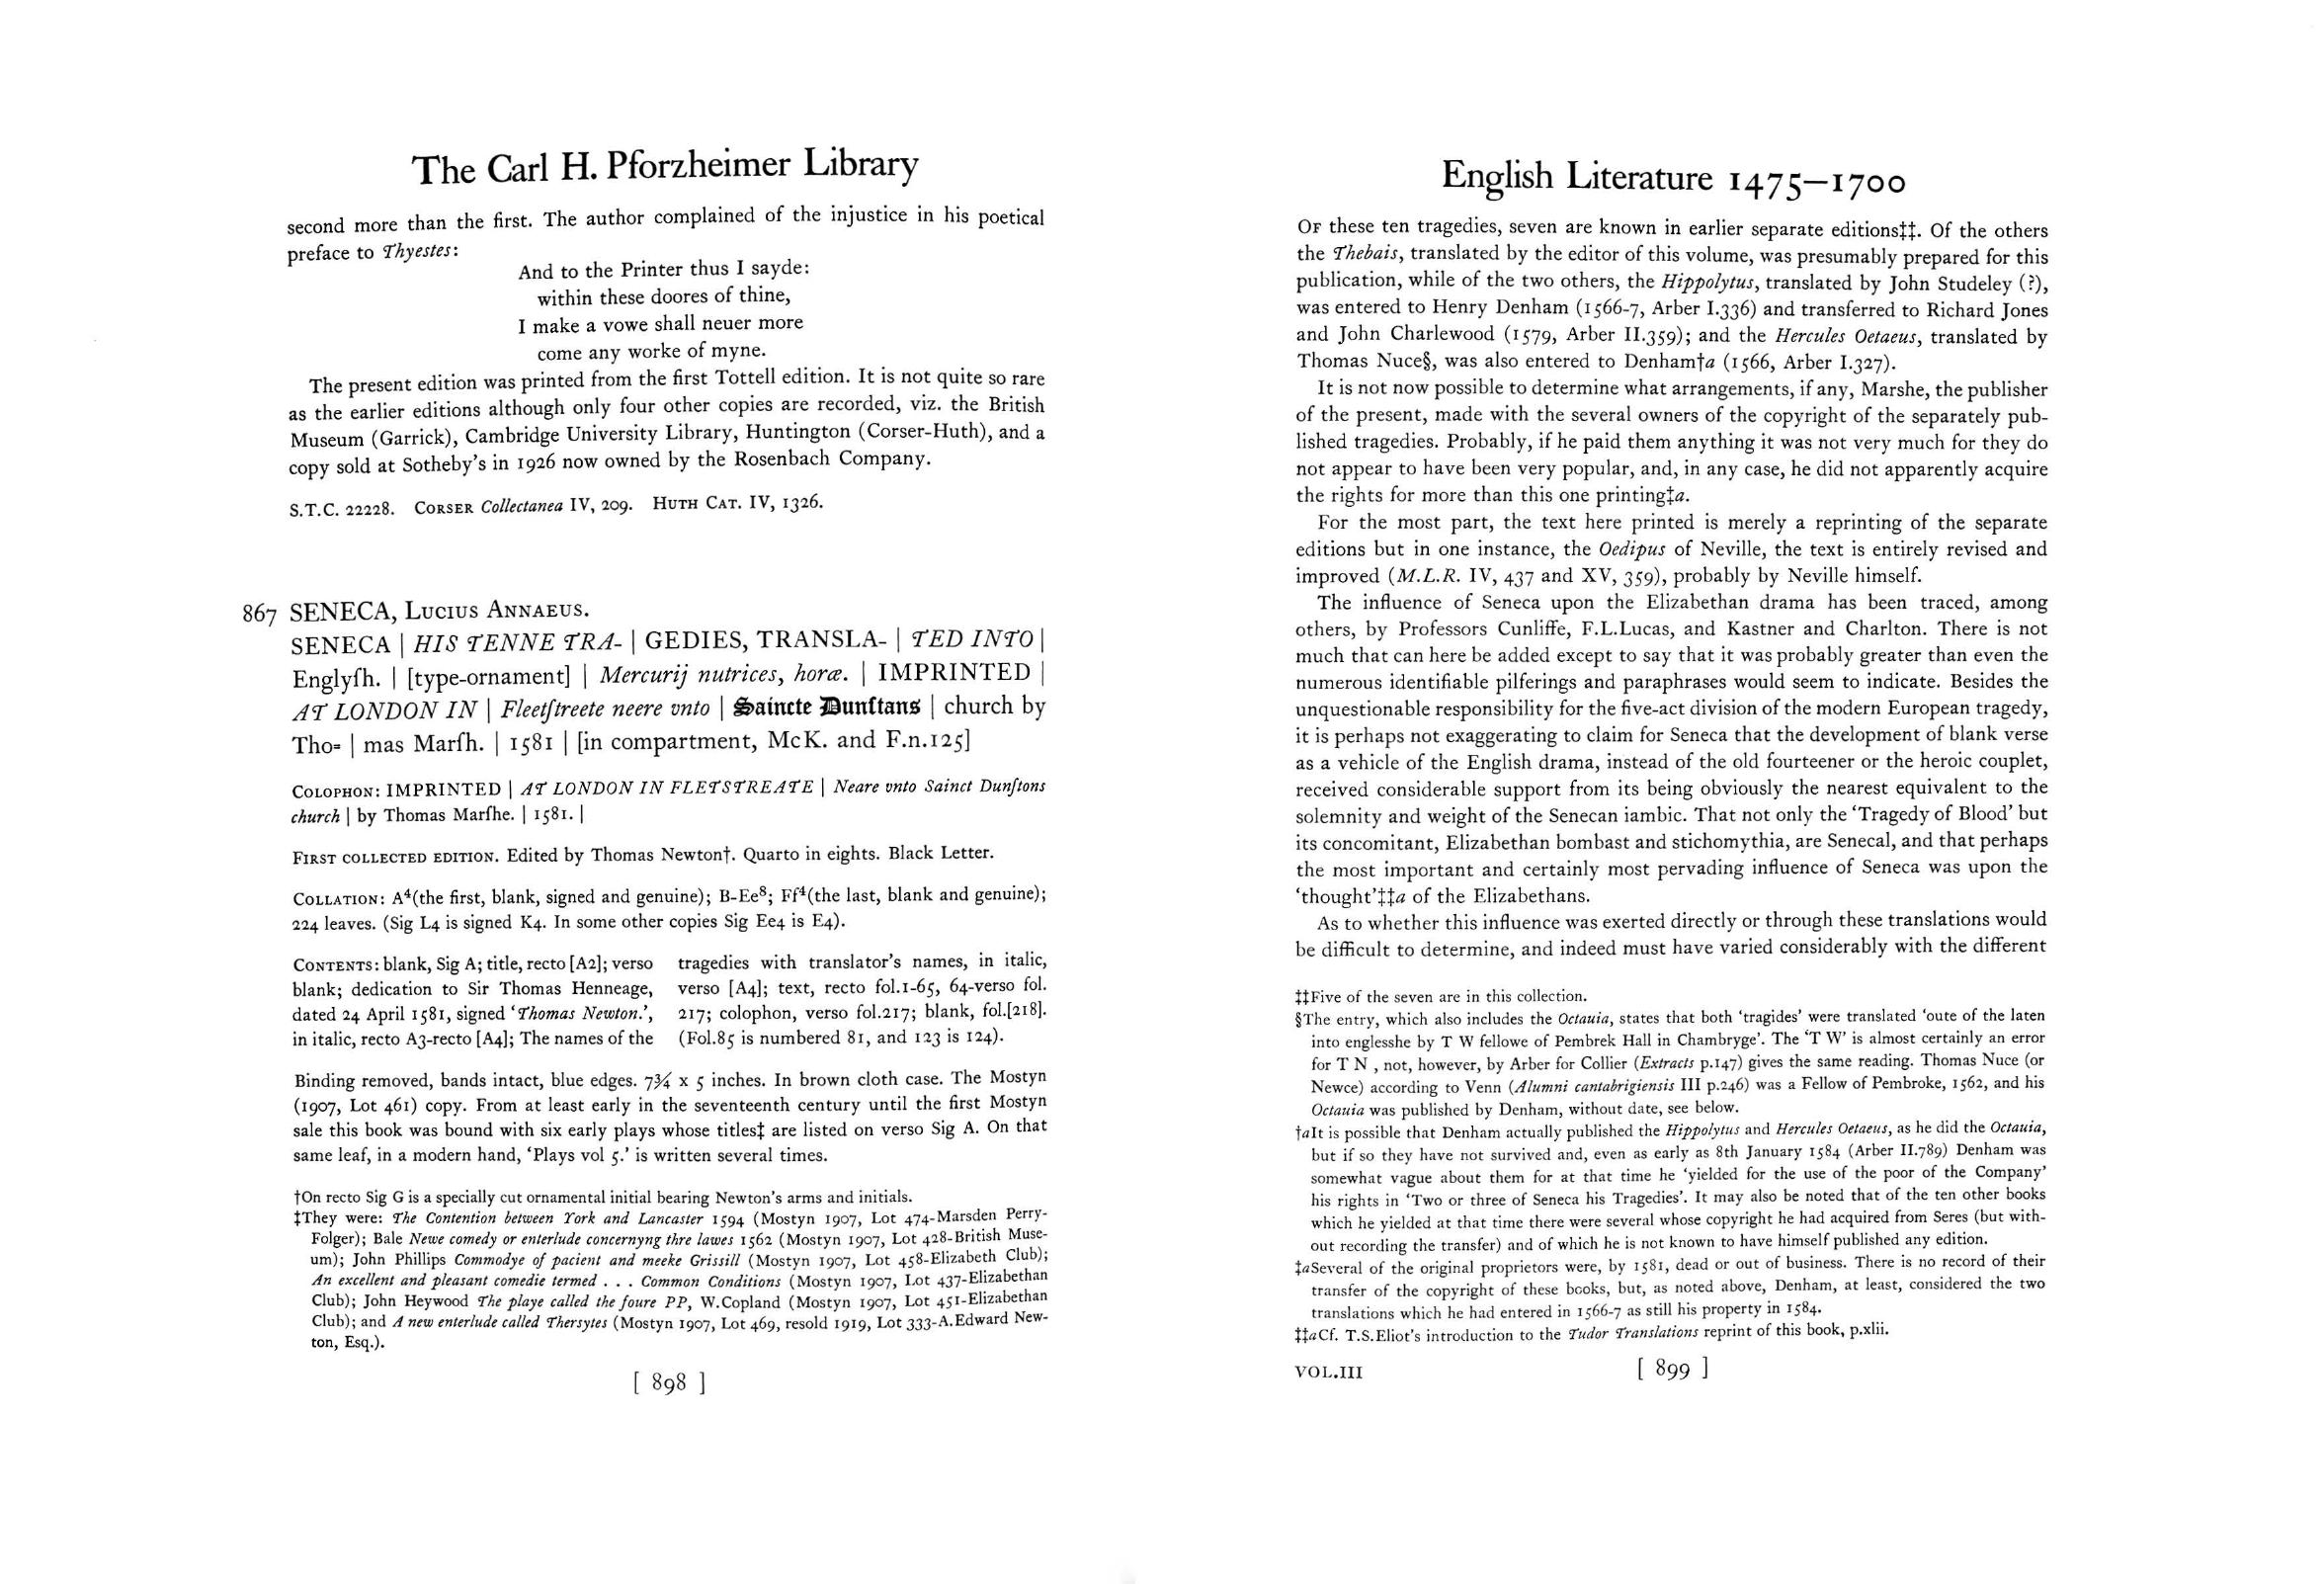 The Carl H. Pforzheimer Library
second more than the first. The author complained of the injustice in his poetical
preface to Thyestes:
And to the Printer thus I sayde:
within these doores of thine,
I make a vowe shall neuer more
come any worke of myne.
The present edition was printed from the first Tottell edition. It is not quite so rare
as the earlier editions although only four other copies are recorded, viz. the British
Museum (Garrick), Cambridge University Library, Huntington (Corser-Huth), and a
copy sold at Sotheby's in 1926 now owned by the Rosenbach Company.
S.T.C. 22228. CORSER Collectanea IV, 209. HUTH CAT. IV, 1326.
867 SENECA, LUCIUS ANNAEUS.
SENECA | HIS TENNE TRA- | GEDIES, TRANSLA- | TED INTO |
Englyſh. | [type-ornament] | Mercurij nutrices, horæ. | IMPRINTED |
AT LONDON IN | Fleetſtreete neere vnto | Saincte Dunſtans | church by
Tho= | mas Marſh. | 1581 | [in compartment, McK. and F.n.125]
COLOPHON: IMPRINTED | AT LONDON IN FLETSTREATE | Neare vnto Sainct Dunſtons
church | by Thomas Marſhe. | 1581. |
FIRST COLLECTED EDITION. Edited by Thomas Newton†. Quarto in eights. Black Letter.
COLLATION: A⁴(the first, blank, signed and genuine); B-Ee⁸; Ff⁴(the last, blank and genuine);
224 leaves. (Sig L4 is signed K4. In some other copies Sig Ee4 is E4).
CONTENTS: blank, Sig A; title, recto [A2]; verso
blank; dedication to Sir Thomas Henneage,
dated 24 April 1581, signed 'Thomas Newton.',
in italic, recto A3-recto [A4]; The names of the
tragedies with translator's names, in italic,
verso [A4]; text, recto fol.1-65, 64-verso fol.
217; colophon, verso fol.217; blank, fol.[218].
(Fol.85 is numbered 81, and 123 is 124).
Binding removed, bands intact, blue edges. 7¾ x 5 inches. In brown cloth case. The Mostyn
(1907, Lot 461) copy. From at least early in the seventeenth century until the first Mostyn
sale this book was bound with six early plays whose titles‡ are listed on verso Sig A. On that
same leaf, in a modern hand, 'Plays vol 5.' is written several times.
†On recto Sig G is a specially cut ornamental initial bearing Newton's arms and initials.
‡They were: The Contention between York and Lancaster 1594 (Mostyn 1907, Lot 474-Marsden Perry-
Folger); Bale Newe comedy or enterlude concernyng thre lawes 1562 (Mostyn 1907, Lot 428-British Muse-
um); John Phillips Commodye of pacient and meeke Grissill (Mostyn 1907, Lot 458-Elizabeth Club);
An excellent and pleasant comedie termed . . . Common Conditions (Mostyn 1907, Lot 437-Elizabethan
Club); John Heywood The playe called the foure PP, W.Copland (Mostyn 1907, Lot 451-Elizabethan
Club); and A new enterlude called Thersytes (Mostyn 1907, Lot 469, resold 1919, Lot 333-A.Edward New-
ton, Esq.).
[ 898 ]
English Literature 1475–1700
OF these ten tragedies, seven are known in earlier separate editions‡‡. Of the others
the Thebais, translated by the editor of this volume, was presumably prepared for this
publication, while of the two others, the Hippolytus, translated by John Studeley (?),
was entered to Henry Denham (1566-7, Arber I.336) and transferred to Richard Jones
and John Charlewood (1579, Arber II.359); and the Hercules Oetaeus, translated by
Thomas Nuce§, was also entered to Denham†a (1566, Arber I.327).
It is not now possible to determine what arrangements, if any, Marshe, the publisher
of the present, made with the several owners of the copyright of the separately pub-
lished tragedies. Probably, if he paid them anything it was not very much for they do
not appear to have been very popular, and, in any case, he did not apparently acquire
the rights for more than this one printing‡a.
For the most part, the text here printed is merely a reprinting of the separate
editions but in one instance, the Oedipus of Neville, the text is entirely revised and
improved (M.L.R. IV, 437 and XV, 359), probably by Neville himself.
The influence of Seneca upon the Elizabethan drama has been traced, among
others, by Professors Cunliffe, F.L.Lucas, and Kastner and Charlton. There is not
much that can here be added except to say that it was probably greater than even the
numerous identifiable pilferings and paraphrases would seem to indicate. Besides the
unquestionable responsibility for the five-act division of the modern European tragedy,
it is perhaps not exaggerating to claim for Seneca that the development of blank verse
as a vehicle of the English drama, instead of the old fourteener or the heroic couplet,
received considerable support from its being obviously the nearest equivalent to the
solemnity and weight of the Senecan iambic. That not only the 'Tragedy of Blood' but
its concomitant, Elizabethan bombast and stichomythia, are Senecal, and that perhaps
the most important and certainly most pervading influence of Seneca was upon the
'thought'‡‡a of the Elizabethans.
As to whether this influence was exerted directly or through these translations would
be difficult to determine, and indeed must have varied considerably with the different
‡‡Five of the seven are in this collection.
§The entry, which also includes the Octauia, states that both 'tragides' were translated 'oute of the laten
into englesshe by T W fellowe of Pembrek Hall in Chambryge'. The 'T W' is almost certainly an error
for T N , not, however, by Arber for Collier (Extracts p.147) gives the same reading. Thomas Nuce (or
Newce) according to Venn (Alumni cantabrigiensis III p.246) was a Fellow of Pembroke, 1562, and his
Octauia was published by Denham, without date, see below.
†aIt is possible that Denham actually published the Hippolytus and Hercules Oetaeus, as he did the Octauia,
but if so they have not survived and, even as early as 8th January 1584 (Arber II.789) Denham was
somewhat vague about them for at that time he 'yielded for the use of the poor of the Company'
his rights in 'Two or three of Seneca his Tragedies'. It may also be noted that of the ten other books
which he yielded at that time there were several whose copyright he had acquired from Seres (but with-
out recording the transfer) and of which he is not known to have himself published any edition.
‡aSeveral of the original proprietors were, by 1581, dead or out of business. There is no record of their
transfer of the copyright of these books, but, as noted above, Denham, at least, considered the two
translations which he had entered in 1566-7 as still his property in 1584.
‡‡aCf. T.S.Eliot's introduction to the Tudor Translations reprint of this book, p.xlii.
VOL.III
[ 899 ]